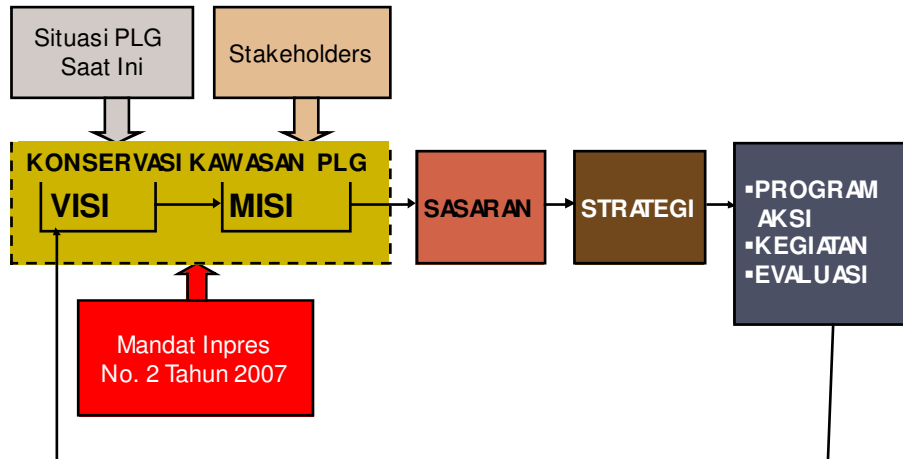 Situasi PLG
Saat Ini
Stakeholders
KONSERVASI KAWASAN PLG
VISI
MISI
SASARAN
STRATEGI
▪PROGRAM
AKSI
▪KEGIATAN
▪EVALUASI
Mandat Inpres
No. 2 Tahun 2007